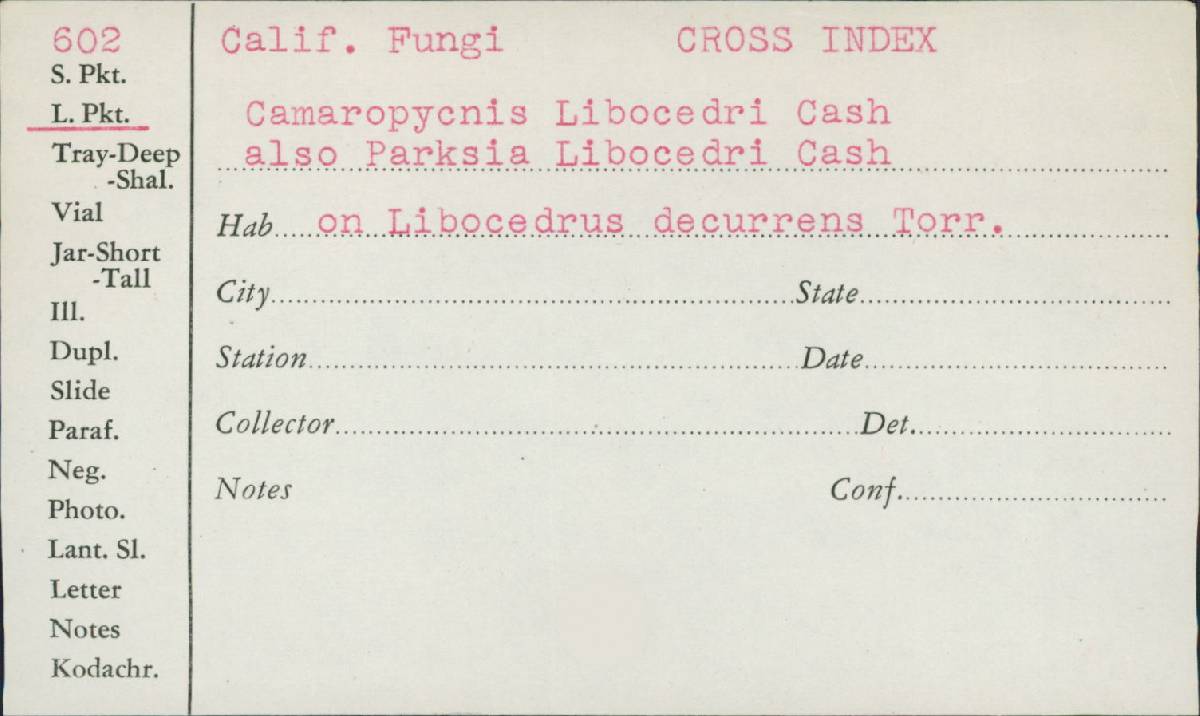 602
S. Pkt.
L. Pkt.
Tray-Deep
-Shal.
Vial
Jar-Short
-Tall
Ill.
Dupl.
Slide
Paraf.
Neg.
Photo.
Lant. Sl.
Letter
Notes
Kodachr.
Calif. Fungi CROSS INDEX
Camaropycnis Libocedri Cash
also Parksia Libocedri Cash
Hab on Libocedrus decurrens Torr.
City State
Station Date
Collector Det.
Notes Conf.